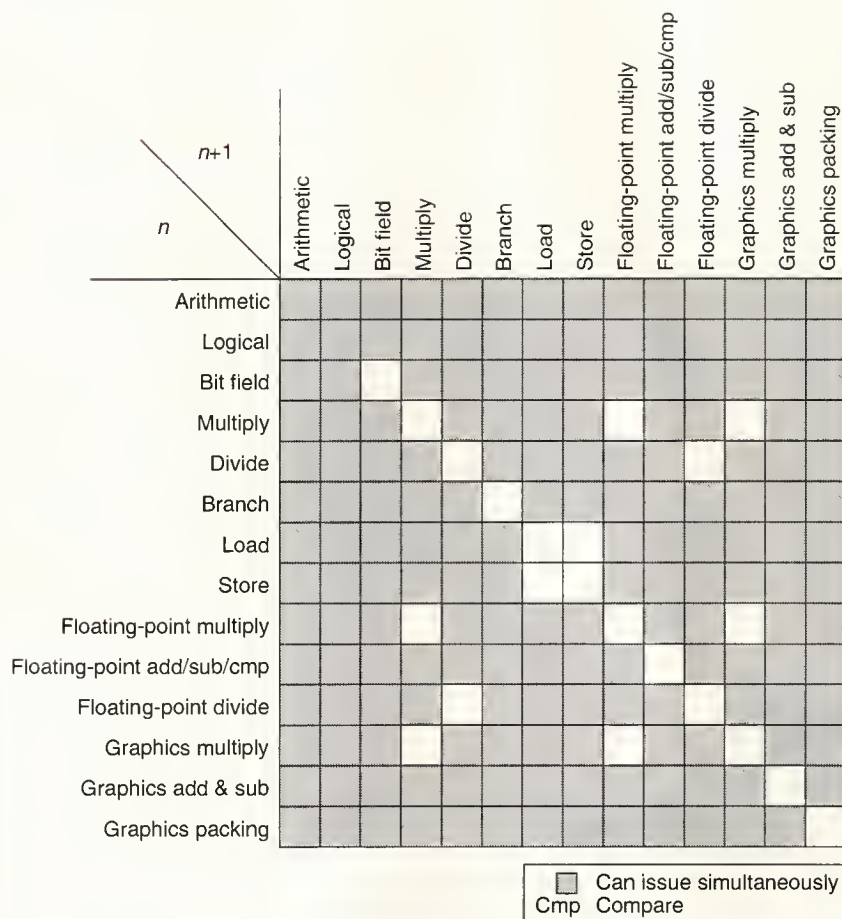 n+1
n
Arithmetic
Logical
Bit field
Multiply
Divide
Branch
Load
Store
Floating-point multiply
Floating-point add/sub/cmp
Floating-point divide
Graphics multiply
Graphics add & sub
Graphics packing
Arithmetic
Logical
Bit field
Multiply
Divide
Branch
Load
Store
Floating-point multiply
Floating-point add/sub/cmp
Floating-point divide
Graphics multiply
Graphics add & sub
Graphics packing
Can issue simultaneously
Cmp Compare